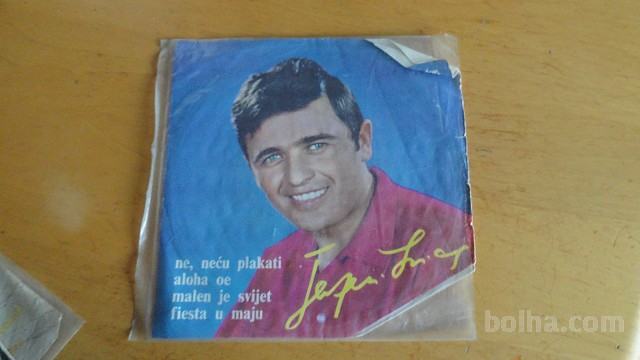 ne, neću plakati
aloha oe
malen je svijet
fiesta u maju
bolha.com